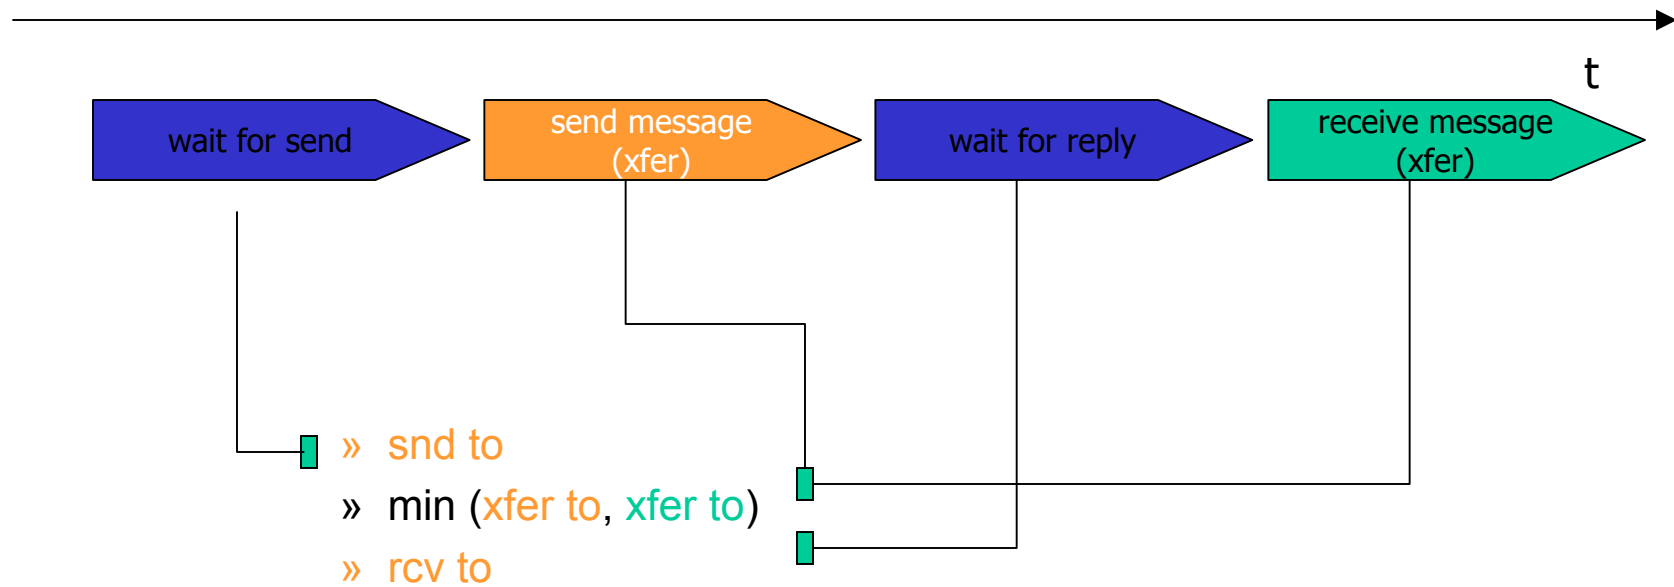 t
wait for send
send message
(xfer)
wait for reply
receive message
(xfer)
» snd to
» min (xfer to, xfer to)
» rcv to